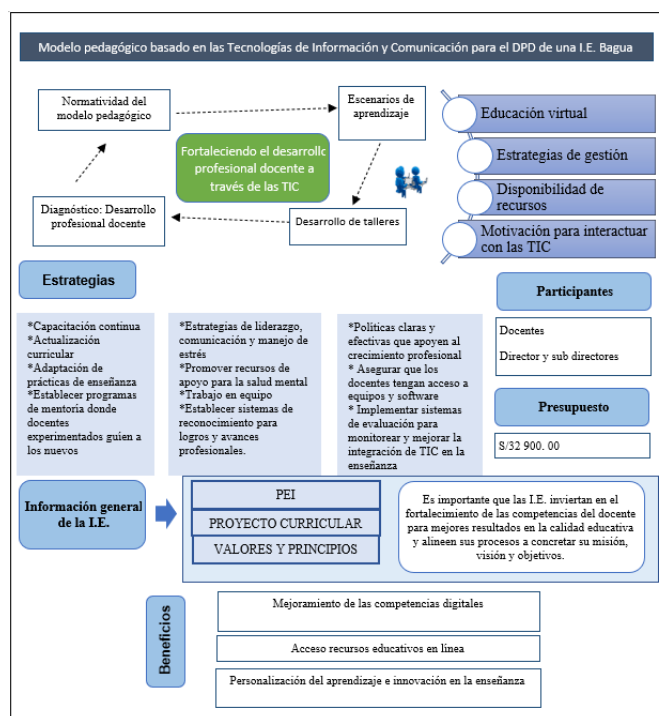 Modelo pedagógico basado en las Tecnologías de Información y Comunicación para el DPD de una I.E. Bagua
Normatividad del
modelo pedagógico
Escenarios de
aprendizaje
Fortaleciendo el desarrollo
profesional docente a
través de las TIC
Diagnóstico: Desarrollo
profesional docente
Desarrollo de talleres
Educación virtual
Estrategias de gestión
Disponibilidad de
recursos
Motivación para interactuar
con las TIC
Estrategias
*Capacitación continua
*Actualización
curricular
*Adaptación de
prácticas de enseñanza
*Establecer programas
de mentoría donde
docentes
experimentados guíen a
los nuevos
*Estrategias de liderazgo,
comunicación y manejo de
estrés
*Promover recursos de
apoyo para la salud mental
*Trabajo en equipo
*Establecer sistemas de
reconocimiento para
logros y avances
profesionales.
*Políticas claras y
efectivas que apoyen al
crecimiento profesional
* Asegurar que los
docentes tengan acceso a
equipos y software
* Implementar sistemas
de evaluación para
monitorear y mejorar la
integración de TIC en la
enseñanza
Participantes
Docentes
Director y sub directores
Presupuesto
S/32 900. 00
Información general
de la I.E.
PEI
PROYECTO CURRICULAR
VALORES Y PRINCIPIOS
Es importante que las I.E. inviertan en el
fortalecimiento de las competencias del docente
para mejores resultados en la calidad educativa
y alineen sus procesos a concretar su misión,
visión y objetivos.
Beneficios
Mejoramiento de las competencias digitales
Acceso recursos educativos en línea
Personalización del aprendizaje e innovación en la enseñanza